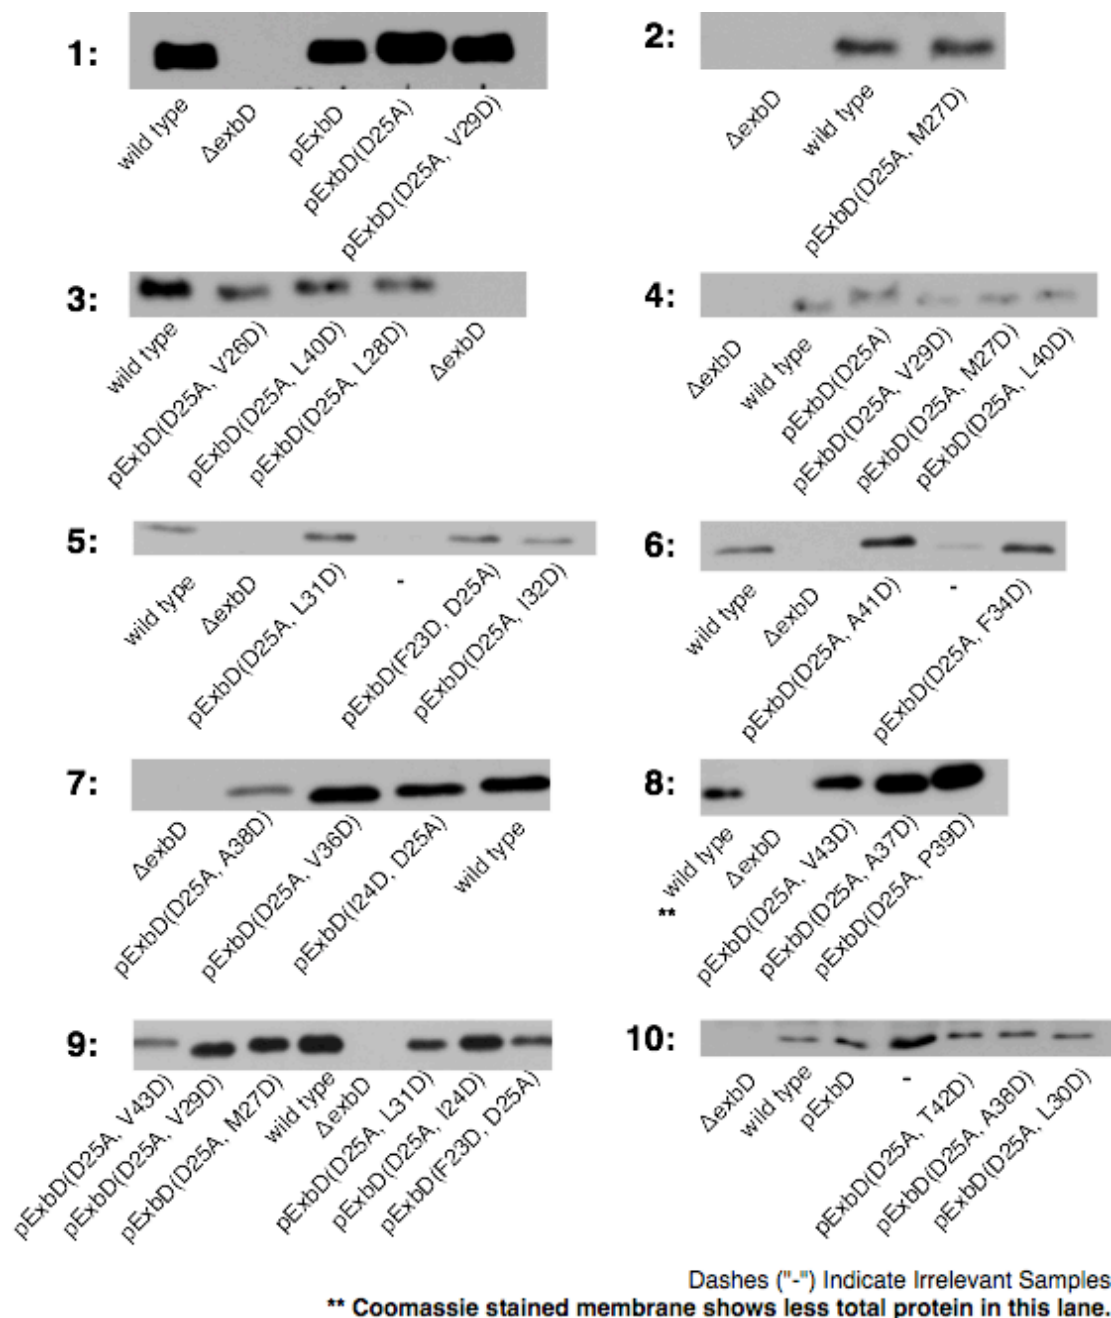 1:
wild type
ΔexbD
pExbD
pExbD(D25A)
pExbD(D25A, V29D)
2:
ΔexbD
wild type
pExbD(D25A, M27D)
3:
wild type
pExbD(D25A, V26D)
pExbD(D25A, L40D)
pExbD(D25A, L28D)
ΔexbD
4:
ΔexbD
wild type
pExbD(D25A)
pExbD(D25A, V29D)
pExbD(D25A, M27D)
pExbD(D25A, L40D)
5:
wild type
ΔexbD
pExbD(D25A, L31D)
-
pExbD(F23D, D25A)
pExbD(D25A, I32D)
6:
wild type
ΔexbD
pExbD(D25A, A41D)
-
pExbD(D25A, F34D)
7:
ΔexbD
pExbD(D25A, A38D)
pExbD(D25A, V36D)
pExbD(I24D, D25A)
wild type
8:
wild type
**
ΔexbD
pExbD(D25A, V43D)
pExbD(D25A, A37D)
pExbD(D25A, P39D)
9:
pExbD(D25A, V43D)
pExbD(D25A, V29D)
pExbD(D25A, M27D)
wild type
ΔexbD
pExbD(D25A, L31D)
pExbD(D25A, I24D)
pExbD(F23D, D25A)
10:
ΔexbD
wild type
pExbD
-
pExbD(D25A, T42D)
pExbD(D25A, A38D)
pExbD(D25A, L30D)
Dashes ("-") Indicate Irrelevant Samples
** Coomassie stained membrane shows less total protein in this lane.